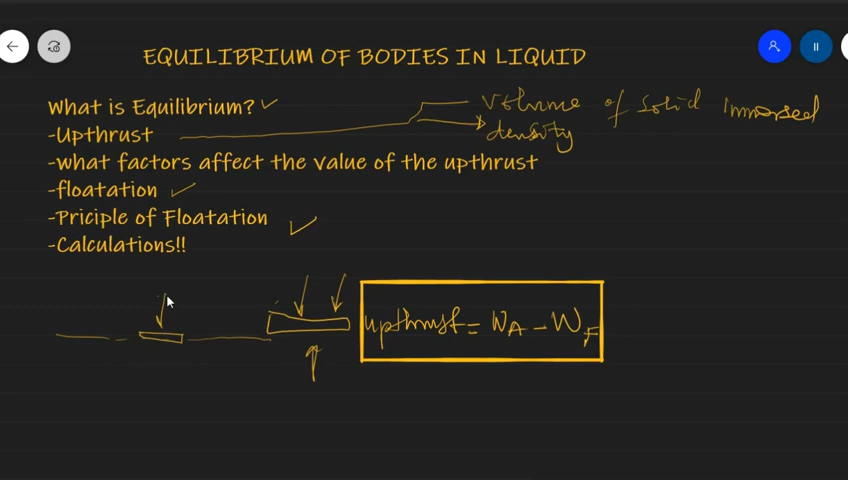 EQUILIBRIUM OF BODIES IN LIQUID
What is Equilibrium?
volume of solid immersed
-Upthrust
density
-what factors affect the value of the upthrust
-floatation
-Priciple of Floatation
-Calculations!!
upthrust = WA - WF